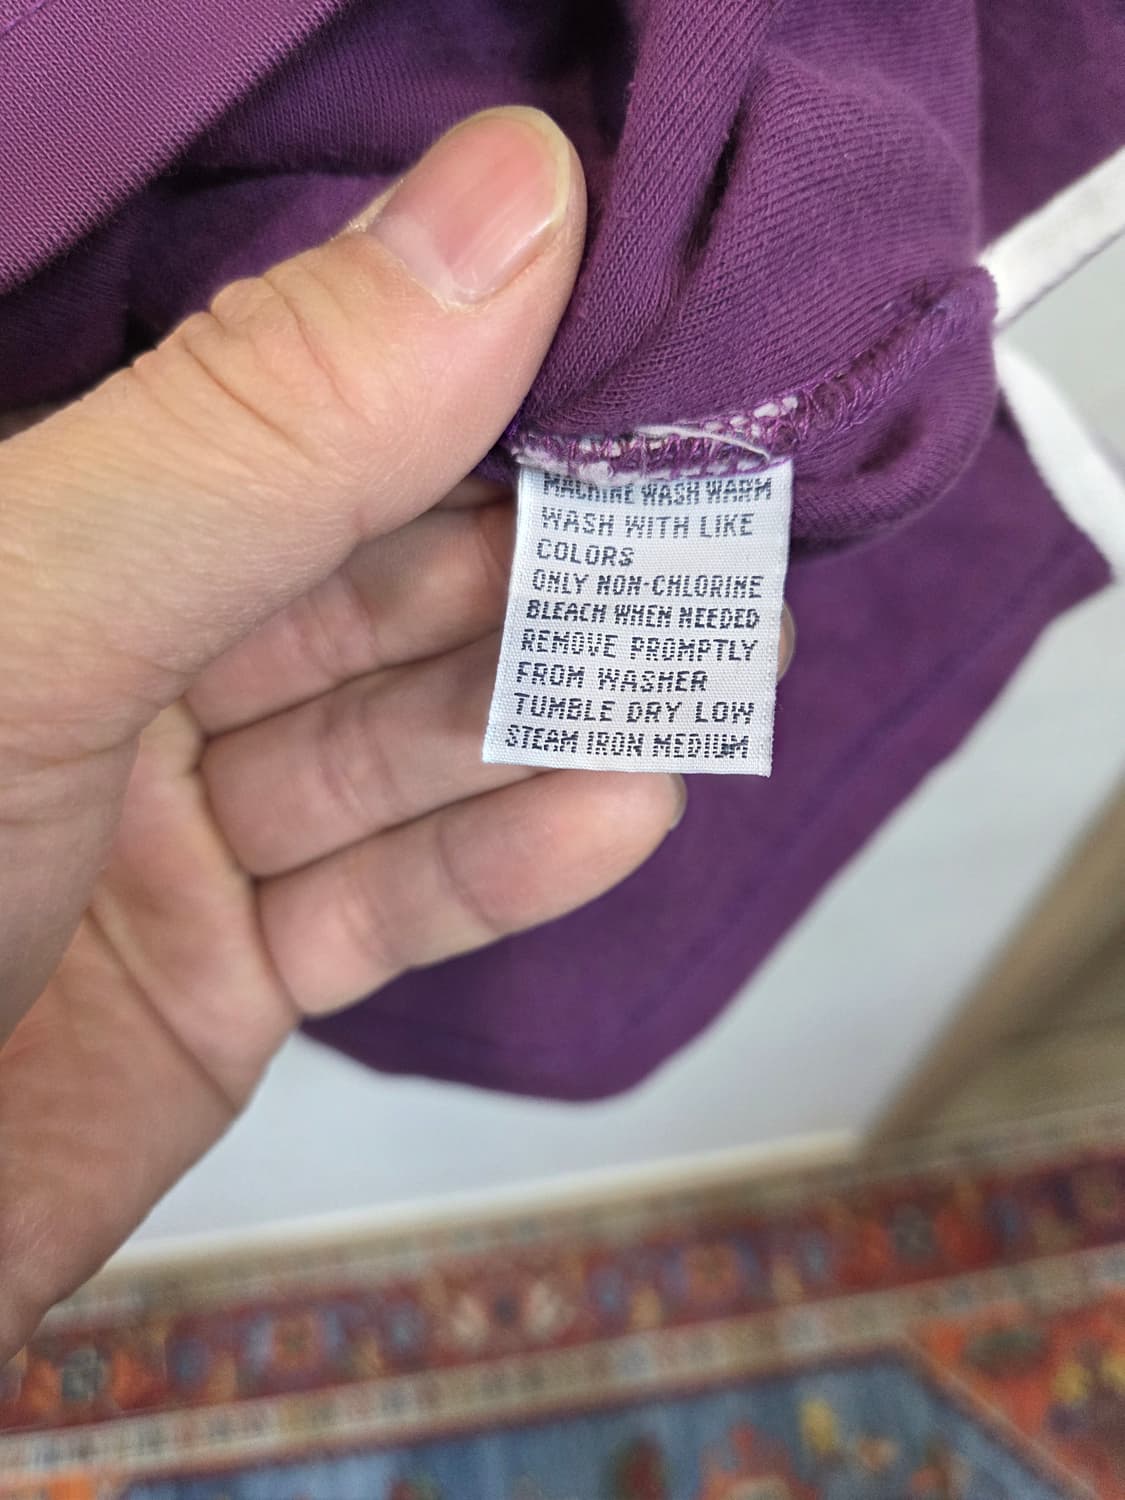 MACHINE WASH WARM
WASH WITH LIKE
COLORS
ONLY NON-CHLORINE
BLEACH WHEN NEEDED
REMOVE PROMPTLY
FROM WASHER
TUMBLE DRY LOW
STEAM IRON MEDIUM